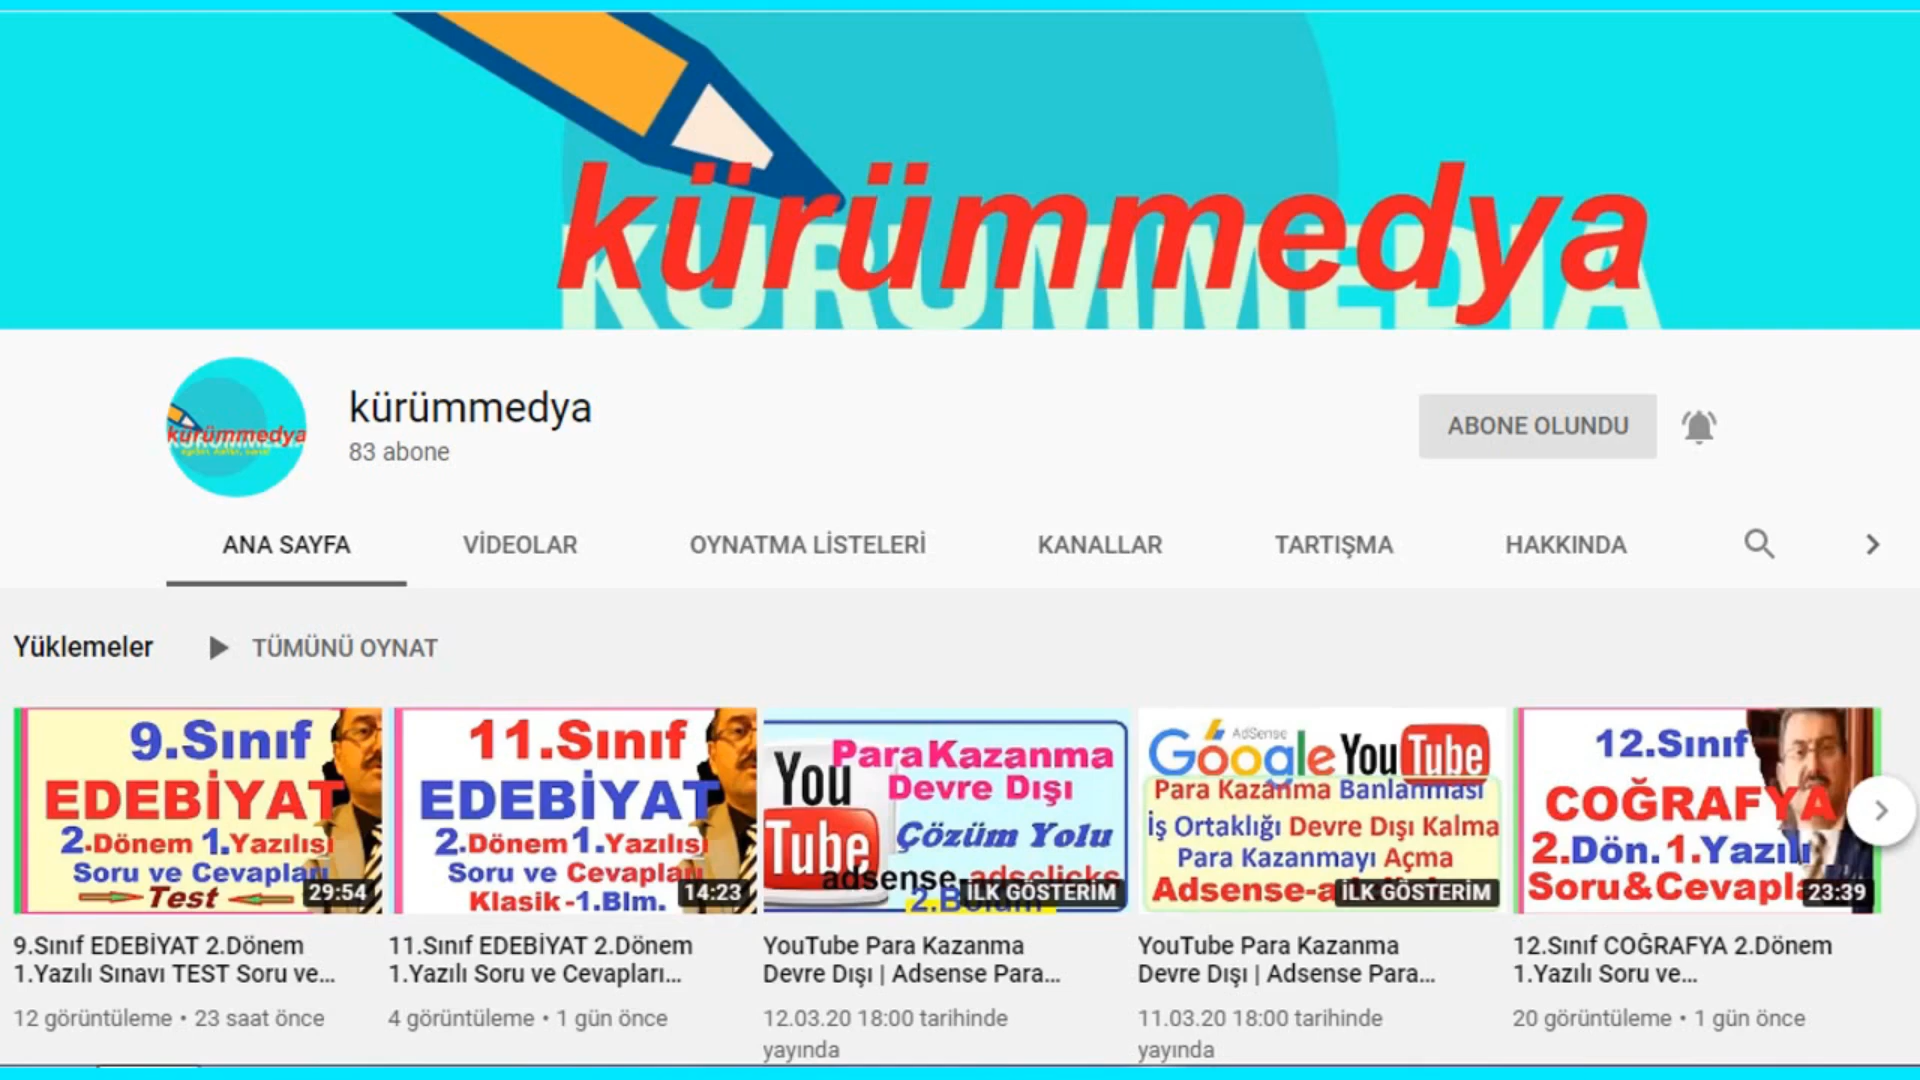 kürümmedya
KURUMMEDIA
kürümmedya
kürümmedya
83 abone
ABONE OLUNDU
ANA SAYFA
VİDEOLAR
OYNATMA LİSTELERİ
KANALLAR
TARTIŞMA
HAKKINDA
Yüklemeler
TÜMÜNÜ OYNAT
9.Sınıf
EDEBİYAT
2.Dönem 1.Yazılısı
Soru ve Cevapları
Test
29:54
9.Sınıf EDEBİYAT 2.Dönem
1.Yazılı Sınavı TEST Soru ve...
12 görüntüleme • 23 saat önce
11.Sınıf
EDEBİYAT
2.Dönem 1.Yazılısı
Soru ve Cevapları
Klasik -1.Blm.
14:23
11.Sınıf EDEBİYAT 2.Dönem
1.Yazılı Soru ve Cevapları...
4 görüntüleme • 1 gün önce
You
Tube
Para Kazanma
Devre Dışı
Çözüm Yolu
adsense
2.Bölüm
İLK GÖSTERİM
YouTube Para Kazanma
Devre Dışı | Adsense Para...
12.03.20 18:00 tarihinde
yayında
AdSense
Google YouTube
Para Kazanma Banlanması
İş Ortaklığı Devre Dışı Kalma
Para Kazanmayı Açma
İLK GÖSTERİM
YouTube Para Kazanma
Devre Dışı | Adsense Para...
11.03.20 18:00 tarihinde
yayında
12.Sınıf
COĞRAFYA
2.Dön. 1.Yazılı
23:39
12.Sınıf COĞRAFYA 2.Dönem
1.Yazılı Soru ve...
20 görüntüleme • 1 gün önce